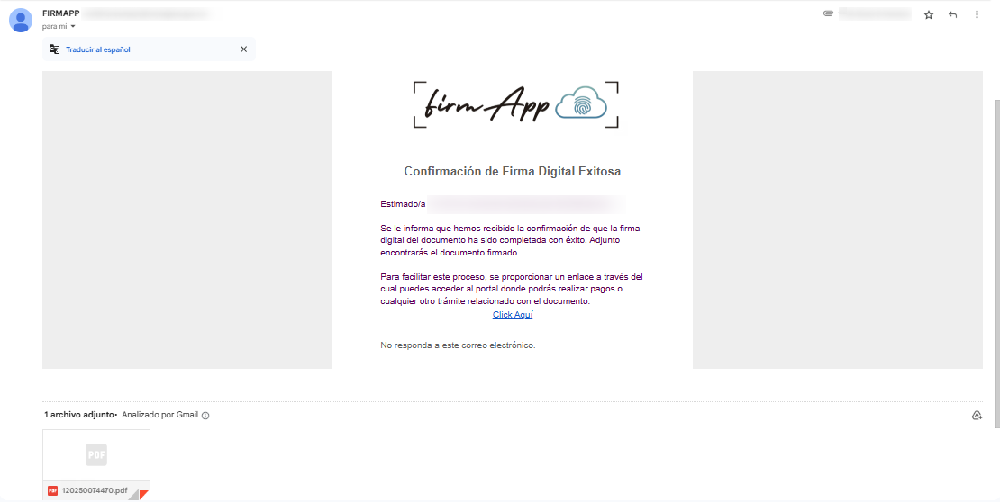 FIRMAPP
para mí
Traducir al español
firmApp
Confirmación de Firma Digital Exitosa
Estimado/a
Se le informa que hemos recibido la confirmación de que la firma
digital del documento ha sido completada con éxito. Adjunto
encontrarás el documento firmado.
Para facilitar este proceso, se proporcionar un enlace a través del
cual puedes acceder al portal donde podrás realizar pagos o
cualquier otro trámite relacionado con el documento.
Click Aquí
No responda a este correo electrónico.
1 archivo adjunto• Analizado por Gmail
PDF
PDF 120250074470.pdf